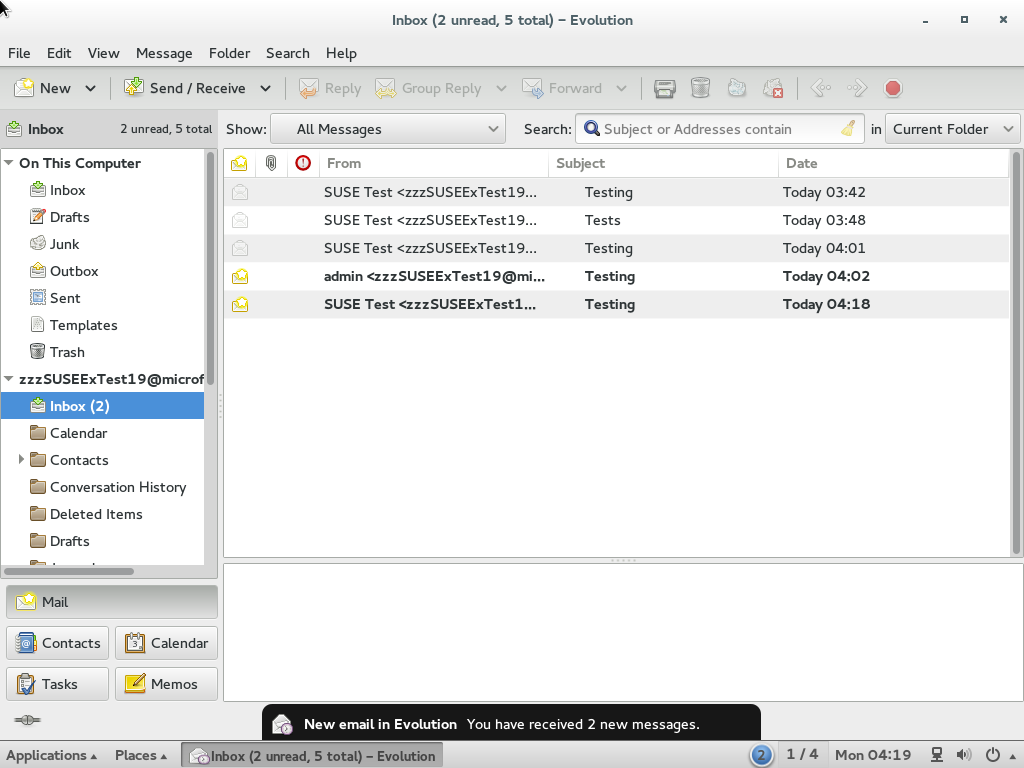 Inbox (2 unread, 5 total) – Evolution
File Edit View Message Folder Search Help
New Send / Receive Reply Group Reply Forward
Inbox 2 unread, 5 total Show: All Messages Search: Subject or Addresses contain in Current Folder
On This Computer
Inbox
Drafts
Junk
Outbox
Sent
Templates
Trash
zzzSUSEExTest19@microf
Inbox (2)
Calendar
Contacts
Conversation History
Deleted Items
Drafts
From Subject Date
SUSE Test <zzzSUSEExTest19... Testing Today 03:42
SUSE Test <zzzSUSEExTest19... Tests Today 03:48
SUSE Test <zzzSUSEExTest19... Testing Today 04:01
admin <zzzSUSEExTest19@mi... Testing Today 04:02
SUSE Test <zzzSUSEExTest1... Testing Today 04:18
Mail
Contacts Calendar
3
Tasks Memos
New email in Evolution You have received 2 new messages.
Applications Places Inbox (2 unread, 5 total) – Evolution 2 1 / 4 Mon 04:19